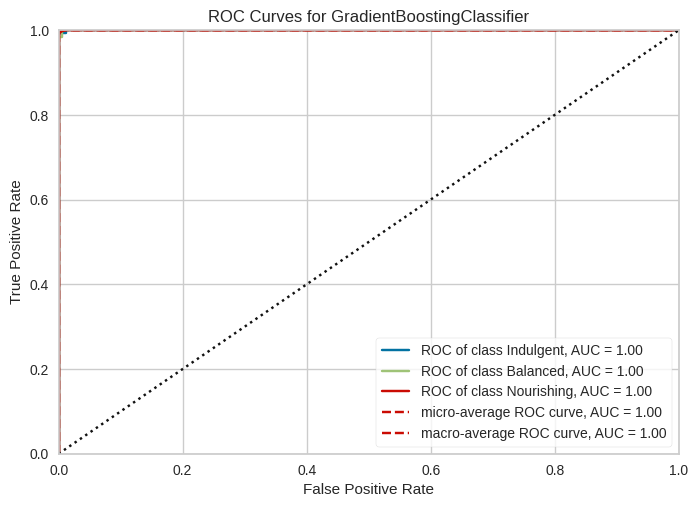 ROC Curves for GradientBoostingClassifier
True Positive Rate
1.0
0.8
0.6
0.4
0.2
0.0
ROC of class Indulgent, AUC = 1.00
ROC of class Balanced, AUC = 1.00
ROC of class Nourishing, AUC = 1.00
micro-average ROC curve, AUC = 1.00
macro-average ROC curve, AUC = 1.00
0.0 0.2 0.4 0.6 0.8 1.0
False Positive Rate